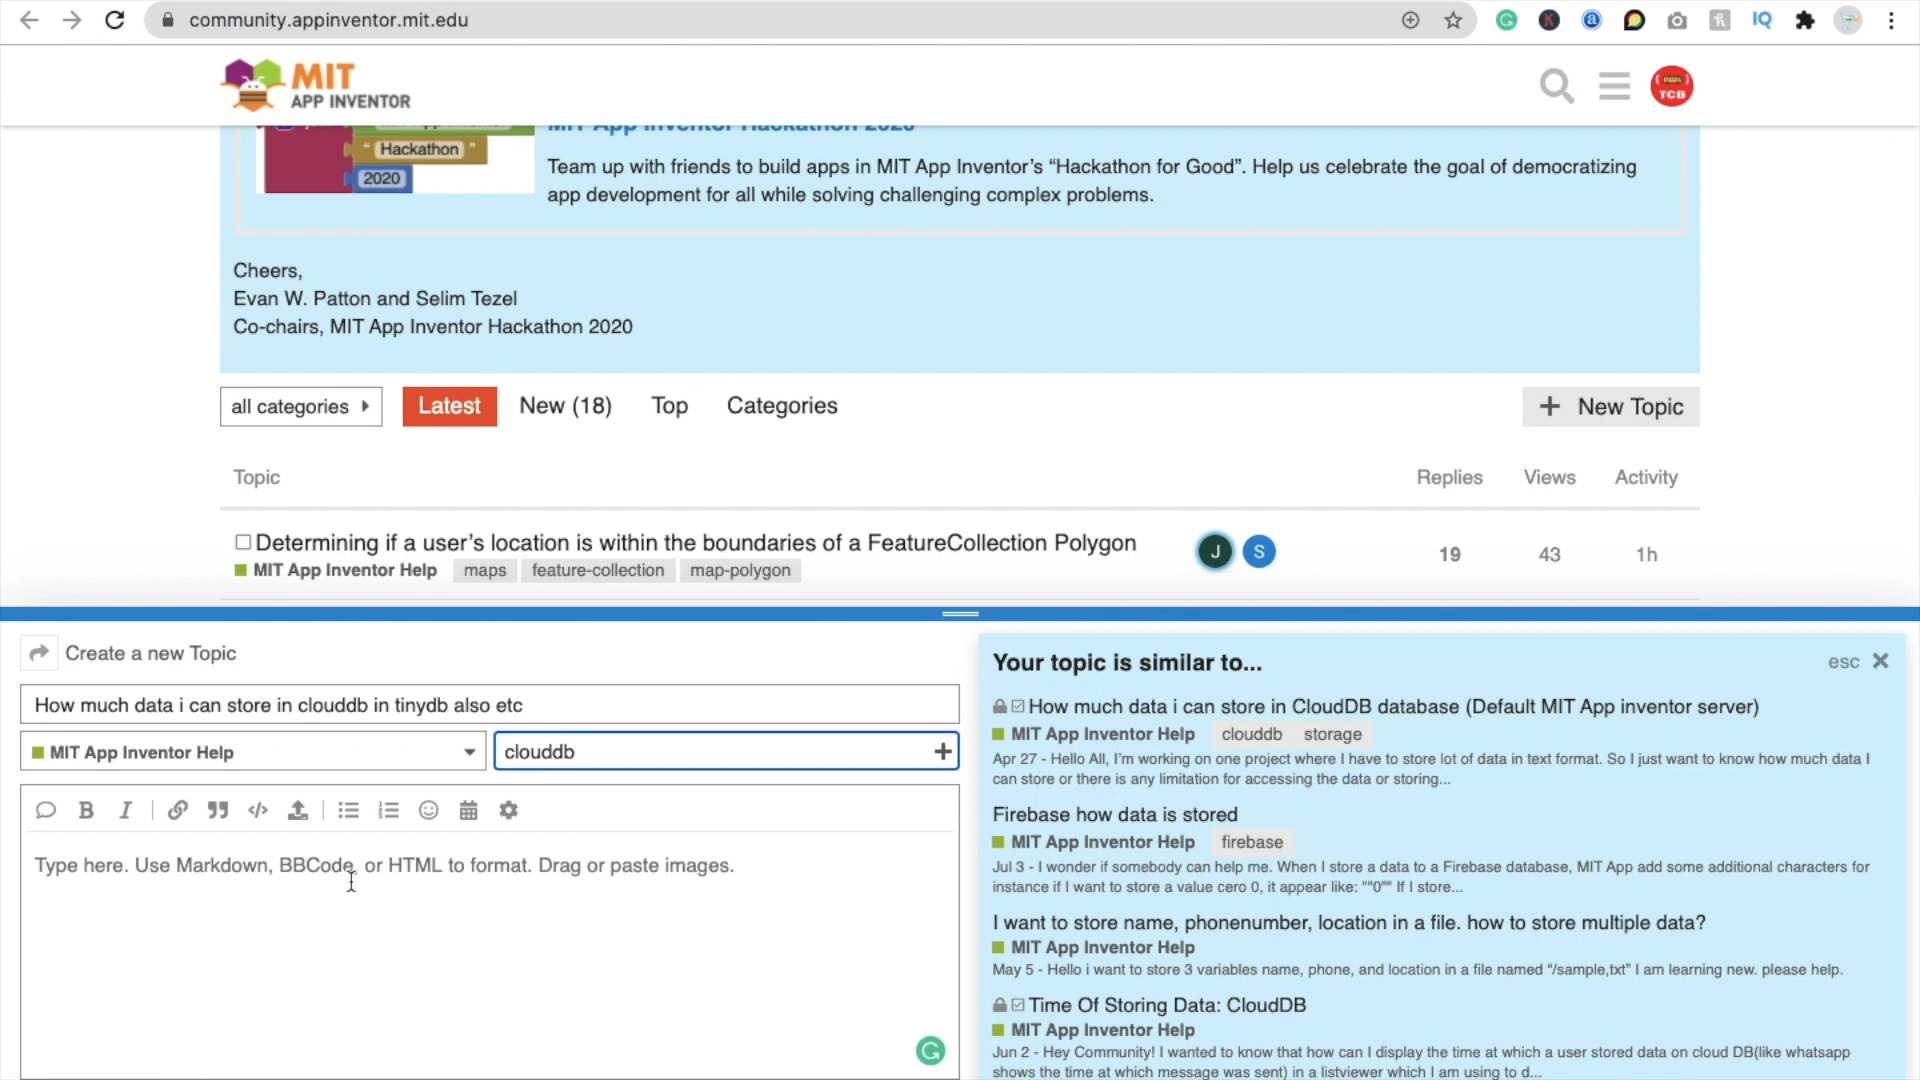 community.appinventor.mit.edu
IQ
MIT
APP INVENTOR
TCB
MIT App Inventor Hackathon 2020
" Hackathon "
2020
Team up with friends to build apps in MIT App Inventor’s “Hackathon for Good”. Help us celebrate the goal of democratizing
app development for all while solving challenging complex problems.
Cheers,
Evan W. Patton and Selim Tezel
Co-chairs, MIT App Inventor Hackathon 2020
all categories
Latest
New (18)
Top
Categories
+ New Topic
Topic
Replies
Views
Activity
Determining if a user’s location is within the boundaries of a FeatureCollection Polygon
J
S
19
43
1h
MIT App Inventor Help maps feature-collection map-polygon
Create a new Topic
How much data i can store in clouddb in tinydb also etc
MIT App Inventor Help
clouddb
B I
Type here. Use Markdown, BBCode, or HTML to format. Drag or paste images.
Your topic is similar to...
esc
How much data i can store in CloudDB database (Default MIT App inventor server)
MIT App Inventor Help clouddb storage
Apr 27 - Hello All, I’m working on one project where I have to store lot of data in text format. So I just want to know how much data I
can store or there is any limitation for accessing the data or storing...
Firebase how data is stored
MIT App Inventor Help firebase
Jul 3 - I wonder if somebody can help me. When I store a data to a Firebase database, MIT App add some additional characters for
instance if I want to store a value cero 0, it appear like: ""0"" If I store...
I want to store name, phonenumber, location in a file. how to store multiple data?
MIT App Inventor Help
May 5 - Hello i want to store 3 variables name, phone, and location in a file named “/sample,txt” I am learning new. please help.
Time Of Storing Data: CloudDB
MIT App Inventor Help
Jun 2 - Hey Community! I wanted to know that how can I display the time at which a user stored data on cloud DB(like whatsapp
shows the time at which message was sent) in a listviewer which I am using to d...